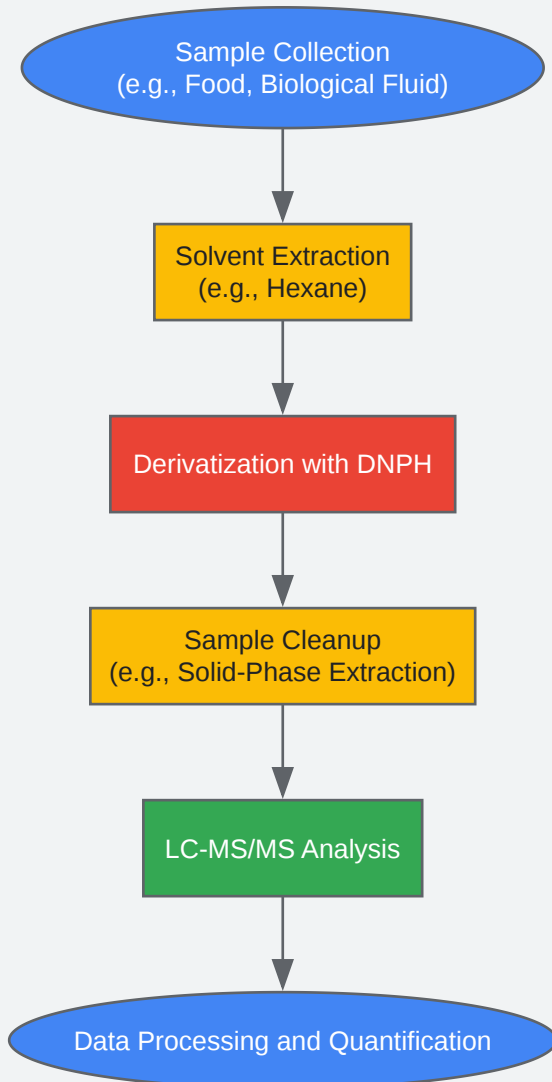 Sample Collection
(e.g., Food, Biological Fluid)
Solvent Extraction
(e.g., Hexane)
Derivatization with DNPH
Sample Cleanup
(e.g., Solid-Phase Extraction)
LC-MS/MS Analysis
Data Processing and Quantification